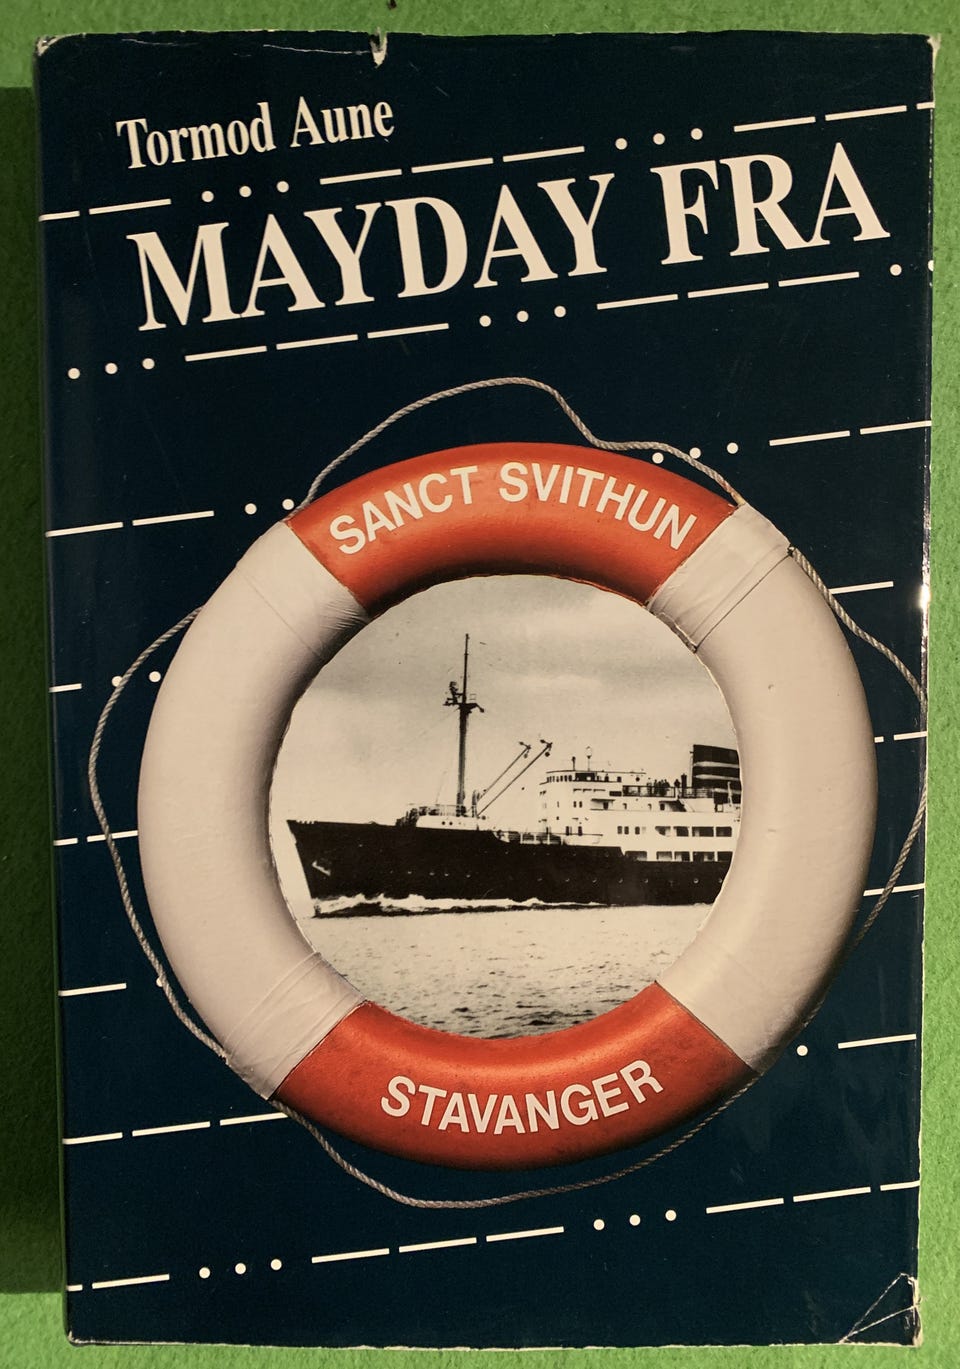 Tormod Aune
MAYDAY FRA
SANCT SVITHUN
STAVANGER